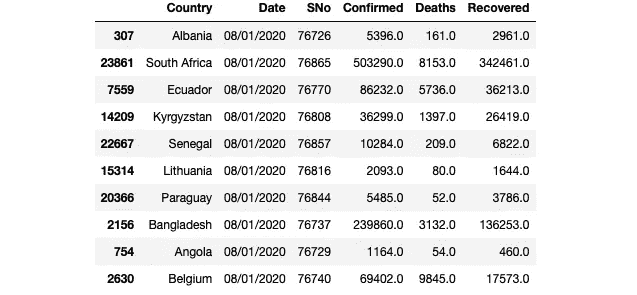 Country Date SNo Confirmed Deaths Recovered
307 Albania 08/01/2020 76726 5396.0 161.0 2961.0
23861 South Africa 08/01/2020 76865 503290.0 8153.0 342461.0
7559 Ecuador 08/01/2020 76770 86232.0 5736.0 36213.0
14209 Kyrgyzstan 08/01/2020 76808 36299.0 1397.0 26419.0
22667 Senegal 08/01/2020 76857 10284.0 209.0 6822.0
15314 Lithuania 08/01/2020 76816 2093.0 80.0 1644.0
20366 Paraguay 08/01/2020 76844 5485.0 52.0 3786.0
2156 Bangladesh 08/01/2020 76737 239860.0 3132.0 136253.0
754 Angola 08/01/2020 76729 1164.0 54.0 460.0
2630 Belgium 08/01/2020 76740 69402.0 9845.0 17573.0